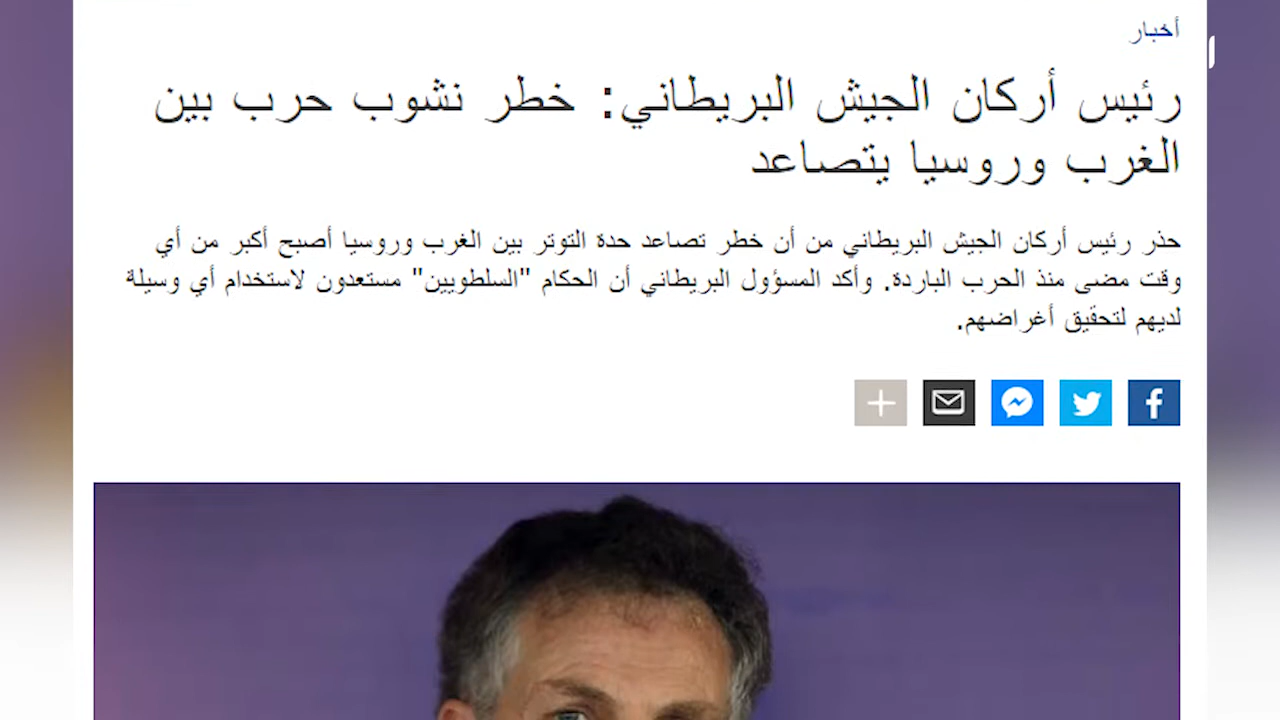 أخبار
رئيس أركان الجيش البريطاني: خطر نشوب حرب بين
الغرب وروسيا يتصاعد
حذر رئيس أركان الجيش البريطاني من أن خطر تصاعد حدة التوتر بين الغرب وروسيا أصبح أكبر من أي
وقت مضى منذ الحرب الباردة. وأكد المسؤول البريطاني أن الحكام "السلطويين" مستعدون لاستخدام أي وسيلة
لديهم لتحقيق أغراضهم.